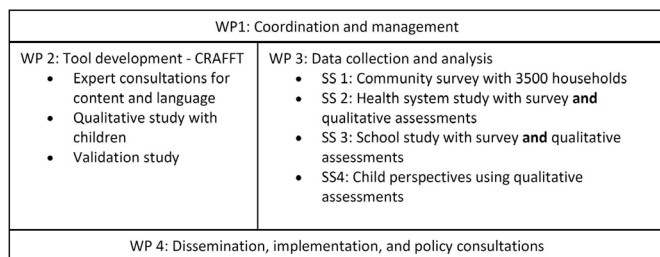 WP1: Coordination and management
WP 2: Tool development - CRAFFT
• Expert consultations for
content and language
• Qualitative study with
children
• Validation study
WP 3: Data collection and analysis
• SS 1: Community survey with 3500 households
• SS 2: Health system study with survey and
qualitative assessments
• SS 3: School study with survey and qualitative
assessments
• SS4: Child perspectives using qualitative
assessments
WP 4: Dissemination, implementation, and policy consultations